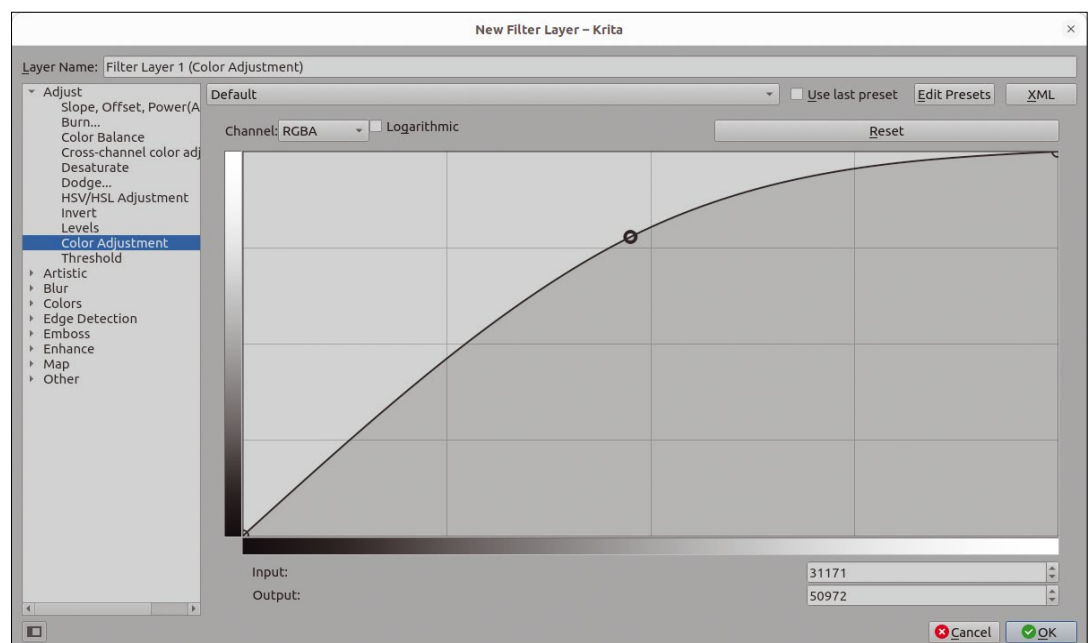 New Filter Layer – Krita
Layer Name: Filter Layer 1 (Color Adjustment)
Adjust
Slope, Offset, Power(A
Burn...
Color Balance
Cross-channel color adj
Desaturate
Dodge...
HSV/HSL Adjustment
Invert
Levels
Color Adjustment
Threshold
Artistic
Blur
Colors
Edge Detection
Emboss
Enhance
Map
Other
Default Use last preset Edit Presets XML
Channel: RGBA Logarithmic Reset
Input: 31171
Output: 50972
Cancel OK